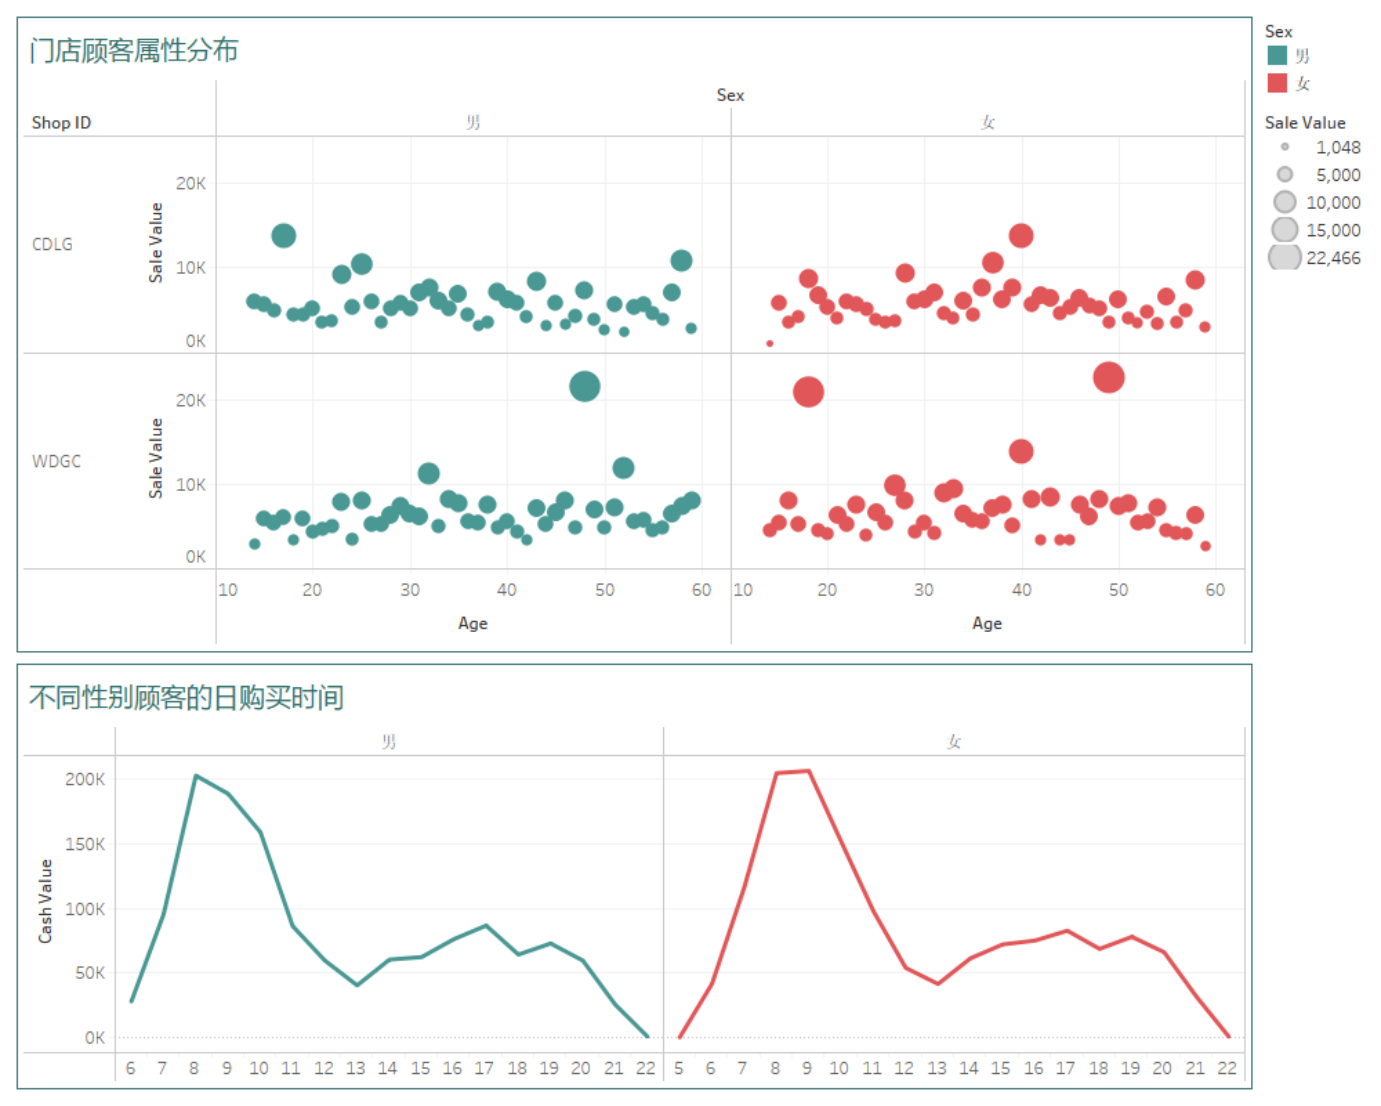 门店顾客属性分布
Sex
男
女
Sale Value
1,048
5,000
10,000
15,000
22,466
Sex
Shop ID
男
女
CDLG
Sale Value
20K
10K
0K
WDGC
Sale Value
20K
10K
0K
10 20 30 40 50 60 10 20 30 40 50 60
Age Age
不同性别顾客的日购买时间
男 女
Cash Value
200K
150K
100K
50K
0K
6 7 8 9 10 11 12 13 14 15 16 17 18 19 20 21 22 5 6 7 8 9 10 11 12 13 14 15 16 17 18 19 20 21 22